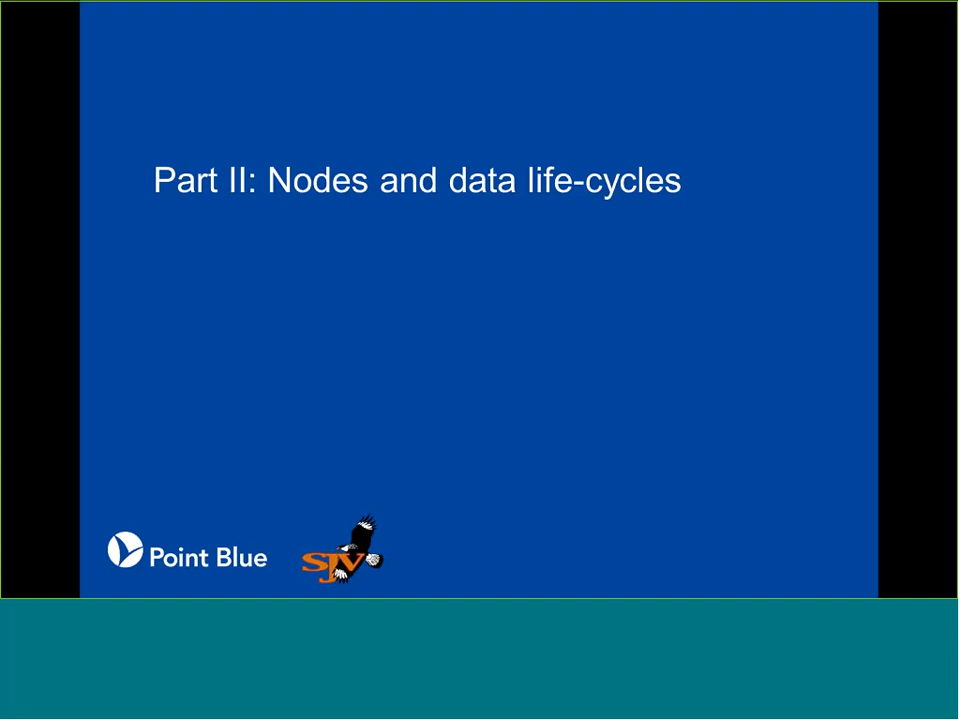 Part II: Nodes and data life-cycles
Point Blue
SJV